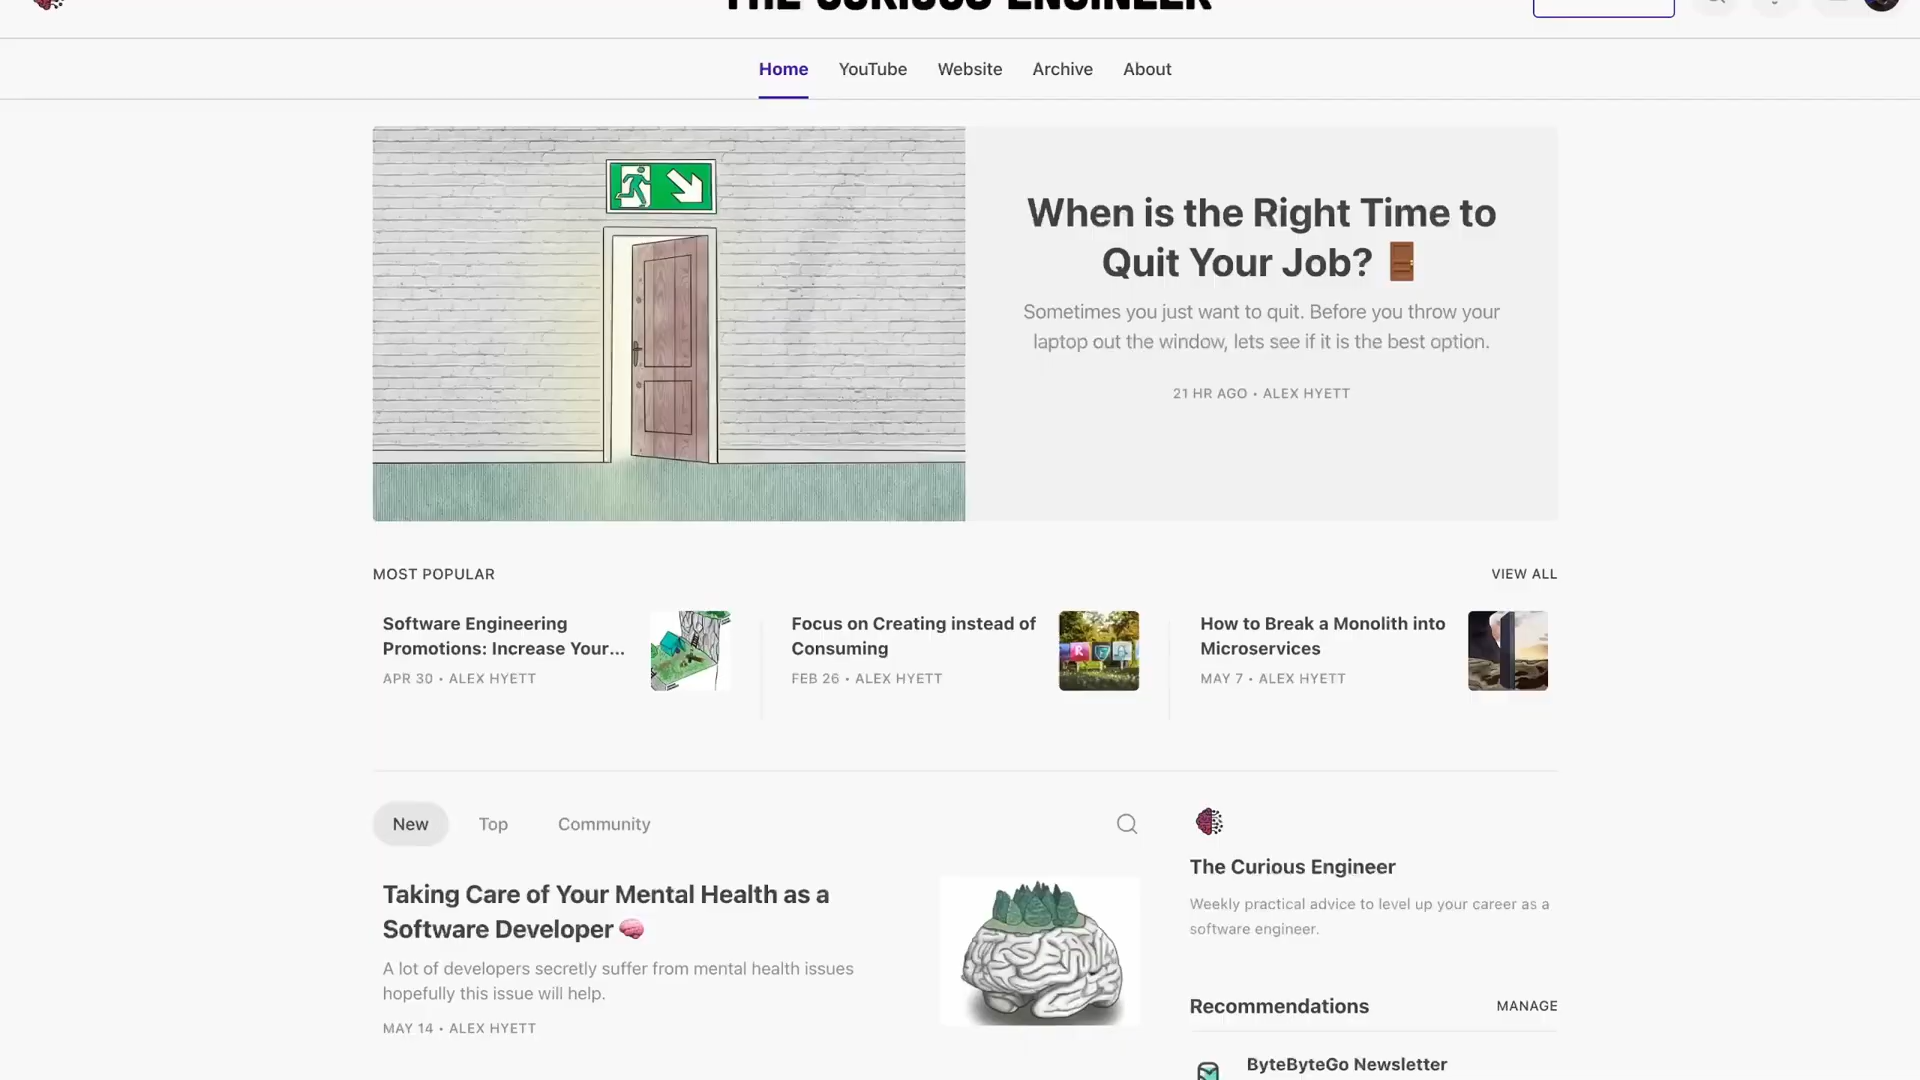 THE CURIOUS ENGINEER
Home YouTube Website Archive About
When is the Right Time to
Quit Your Job? 🚪
Sometimes you just want to quit. Before you throw your
laptop out the window, lets see if it is the best option.
21 HR AGO • ALEX HYETT
MOST POPULAR
VIEW ALL
Software Engineering
Promotions: Increase Your...
APR 30 • ALEX HYETT
Focus on Creating instead of
Consuming
FEB 26 • ALEX HYETT
How to Break a Monolith into
Microservices
MAY 7 • ALEX HYETT
New Top Community
Taking Care of Your Mental Health as a
Software Developer 🧠
A lot of developers secretly suffer from mental health issues
hopefully this issue will help.
MAY 14 • ALEX HYETT
The Curious Engineer
Weekly practical advice to level up your career as a
software engineer.
Recommendations
MANAGE
ByteByteGo Newsletter